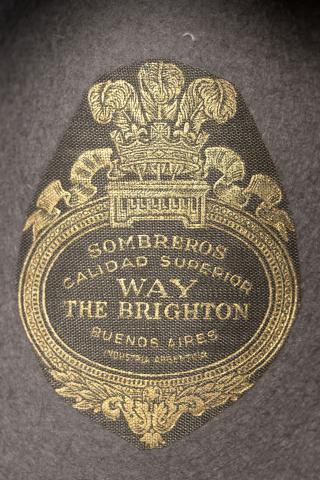 SOMBREROS
CALIDAD SUPERIOR
WAY
THE BRIGHTON
BUENOS AIRES
INDUSTRIA ARGENTINA